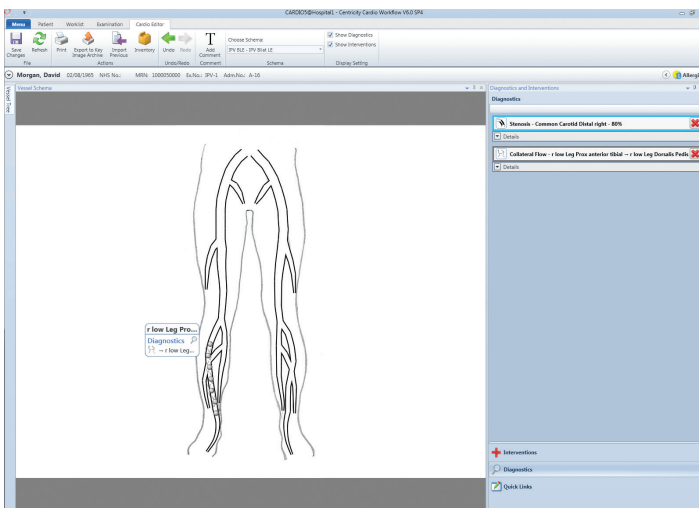 CARDIO5@Hospital1 - Centricity Cardio Workflow V6.0 SP4
Menu Patient Worklist Examination Cardio Editor
Save Changes Refresh Print Export to Key Image Archive Import Previous Inventory Undo Redo Add Comment
Choose Schema
IPV BLE - IPV Bilat LE
Show Diagnostics
Show Interventions
File Actions Undo/Redo Comment Schema Display Setting
Morgan, David 02/08/1965 NHS No.: MRN: 1000050000 Ex.No.: IPV-1 Adm.No.: A-16 Allergi
Vessel Tree
Vessel Schema
r low Leg Pro...
Diagnostics
→ r low Leg...
Diagnostics and Interventions
Diagnostics
Stenosis - Common Carotid Distal right - 80%
Details
Collateral Flow - r low Leg Prox anterior tibial → r low Leg Dorsalis Pedis
Details
Interventions
Diagnostics
Quick Links